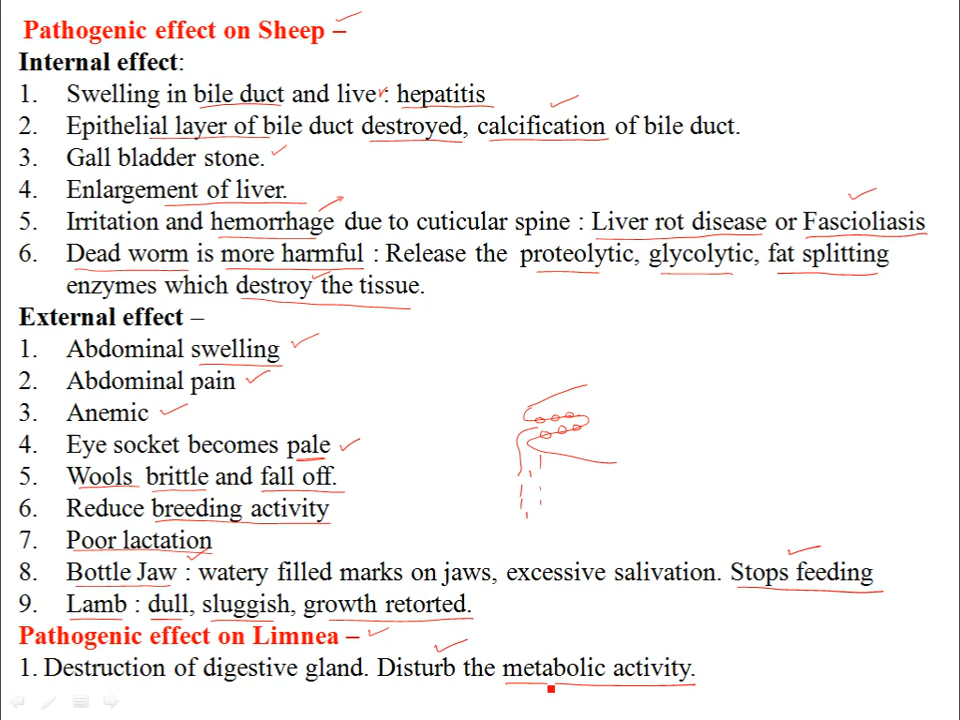 Pathogenic effect on Sheep –
Internal effect:
1. Swelling in bile duct and liver: hepatitis
2. Epithelial layer of bile duct destroyed, calcification of bile duct.
3. Gall bladder stone.
4. Enlargement of liver.
5. Irritation and hemorrhage due to cuticular spine : Liver rot disease or Fascioliasis
6. Dead worm is more harmful : Release the proteolytic, glycolytic, fat splitting
enzymes which destroy the tissue.
External effect –
1. Abdominal swelling
2. Abdominal pain
3. Anemic
4. Eye socket becomes pale
5. Wools brittle and fall off.
6. Reduce breeding activity
7. Poor lactation
8. Bottle Jaw : watery filled marks on jaws, excessive salivation. Stops feeding
9. Lamb : dull, sluggish, growth retorted.
Pathogenic effect on Limnea –
1. Destruction of digestive gland. Disturb the metabolic activity.